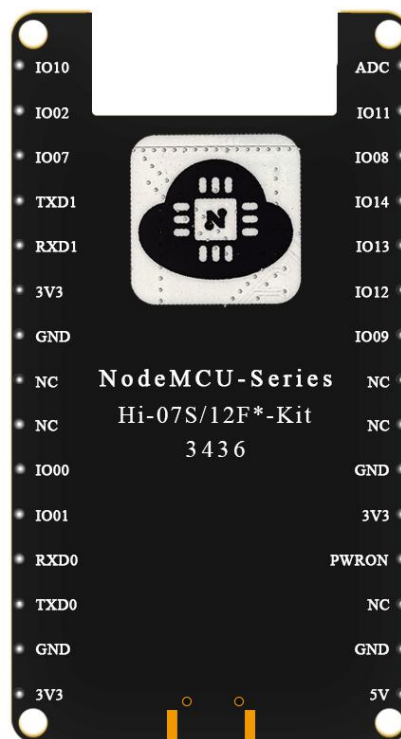 IO10 ADC
IO02 IO11
IO07 IO08
TXD1 IO14
RXD1 IO13
3V3 IO12
GND IO09
NC NodeMCU-Series NC
NC Hi-07S/12F*-Kit NC
3436
IO00 GND
IO01 3V3
RXD0 PWRON
TXD0 NC
GND GND
3V3 5V